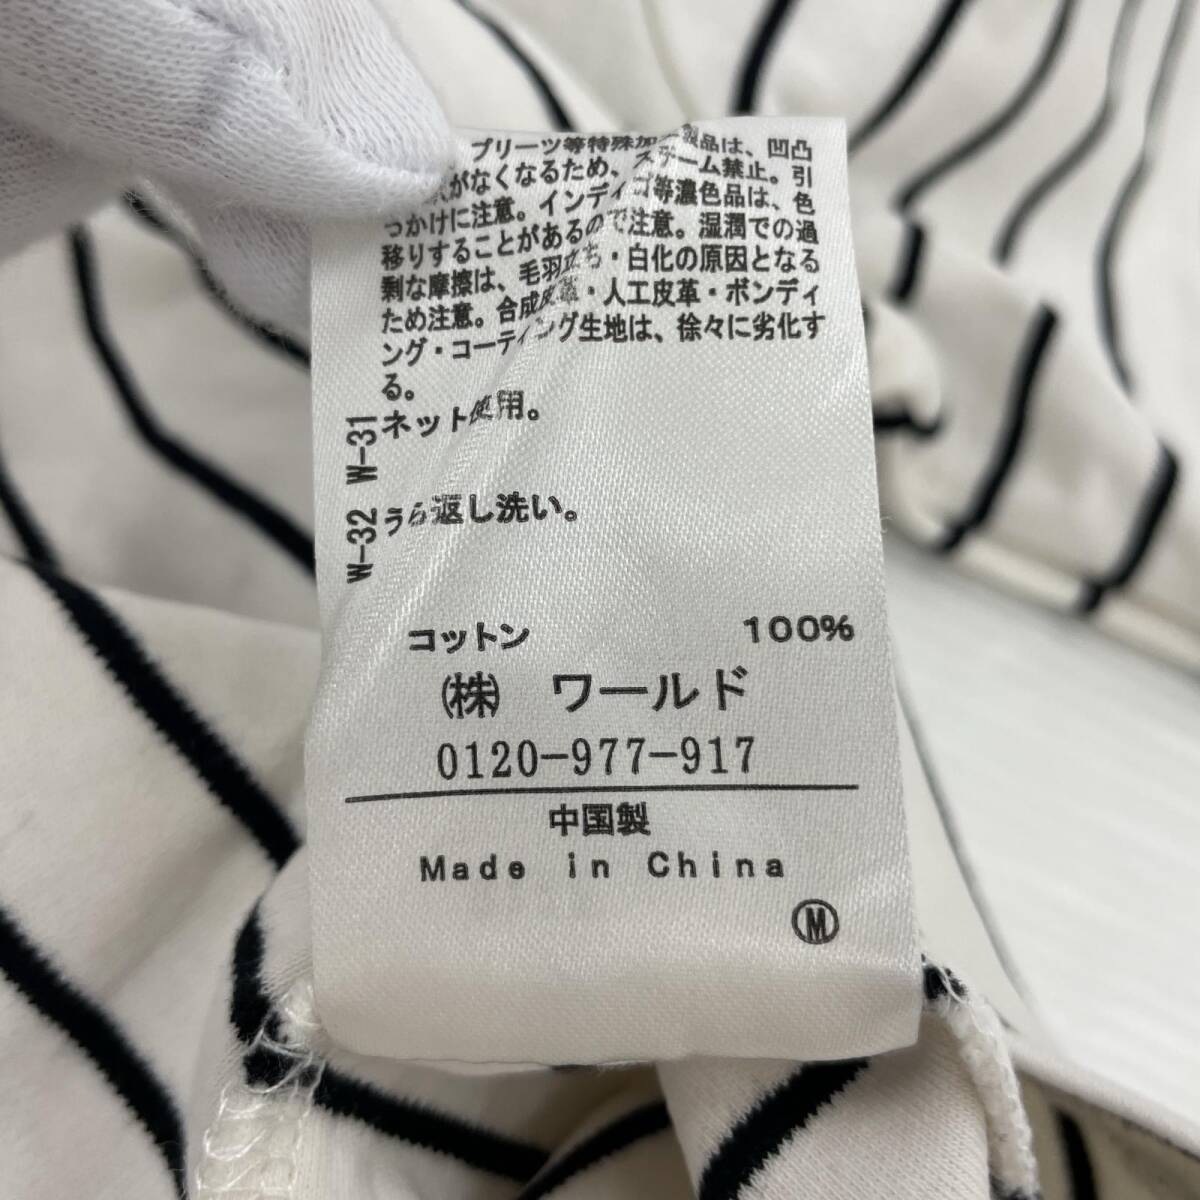 プリーツ等特殊加工製品は、凹凸
がなくなるため、スチーム禁止。引
っかけに注意。インディゴ等濃色品は、色
移りすることがあるので注意。湿潤での過
剰な摩擦は、毛羽立ち・白化の原因となる
ため注意。合成皮革・人工皮革・ボンディ
ング・コーティング生地は、徐々に劣化す
る。
W-31 ネット使用。
W-32 うら返し洗い。
コットン 100%
㈱ ワールド
0120-977-917
中国製
Made in China
Ⓜ